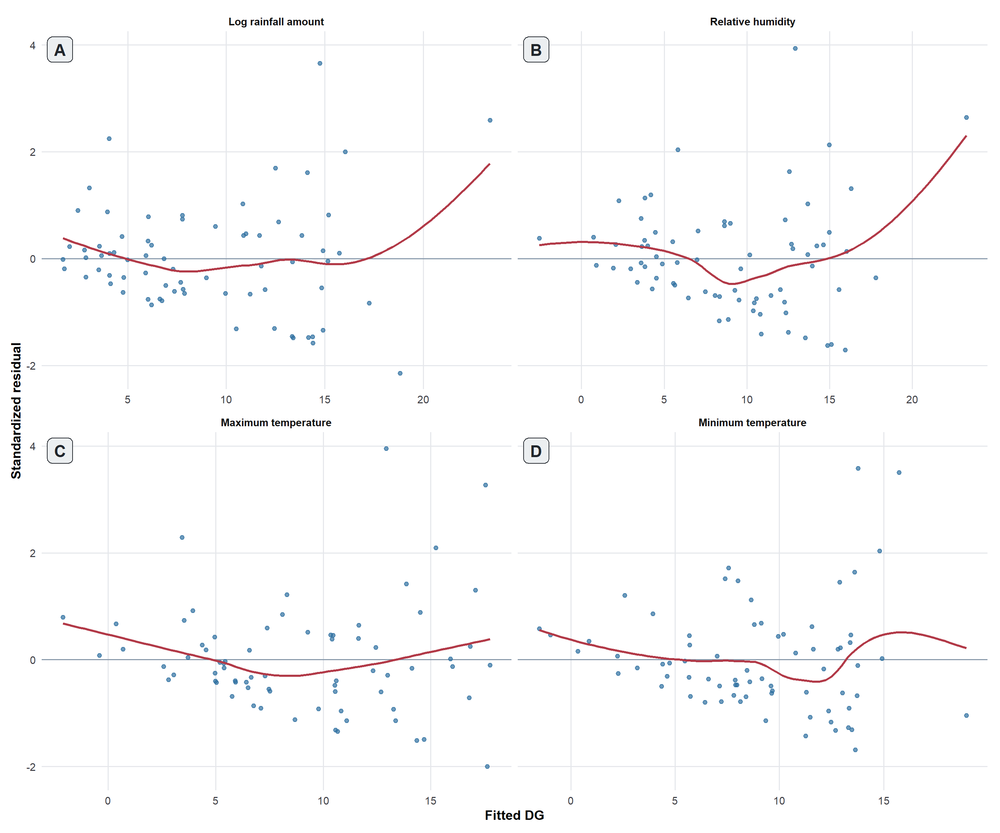 Log rainfall amount
Relative humidity
A
B
4
2
0
-2
5 10 15 20
0 5 10 15 20
Maximum temperature
Minimum temperature
C
D
4
2
0
-2
0 5 10 15
0 5 10 15
Standardized residual
Fitted DG